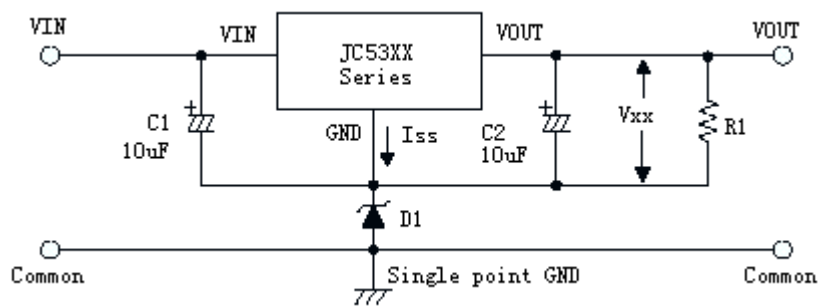 VIN
VIN
JC53XX
Series
VOUT
VOUT
+
C1
10uF
GND
Iss
+
C2
10uF
Vxx
R1
D1
Common
Single point GND
Common